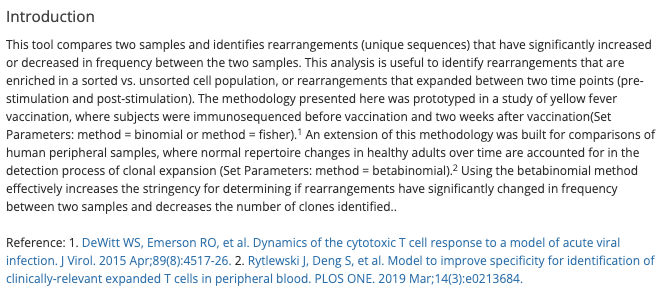 Introduction
This tool compares two samples and identifies rearrangements (unique sequences) that have significantly increased
or decreased in frequency between the two samples. This analysis is useful to identify rearrangements that are
enriched in a sorted vs. unsorted cell population, or rearrangements that expanded between two time points (pre-
stimulation and post-stimulation). The methodology presented here was prototyped in a study of yellow fever
vaccination, where subjects were immunosequenced before vaccination and two weeks after vaccination(Set
Parameters: method = binomial or method = fisher).¹ An extension of this methodology was built for comparisons of
human peripheral samples, where normal repertoire changes in healthy adults over time are accounted for in the
detection process of clonal expansion (Set Parameters: method = betabinomial).² Using the betabinomial method
effectively increases the stringency for determining if rearrangements have significantly changed in frequency
between two samples and decreases the number of clones identified..
Reference: 1. DeWitt WS, Emerson RO, et al. Dynamics of the cytotoxic T cell response to a model of acute viral
infection. J Virol. 2015 Apr;89(8):4517-26. 2. Rytlewski J, Deng S, et al. Model to improve specificity for identification of
clinically-relevant expanded T cells in peripheral blood. PLOS ONE. 2019 Mar;14(3):e0213684.